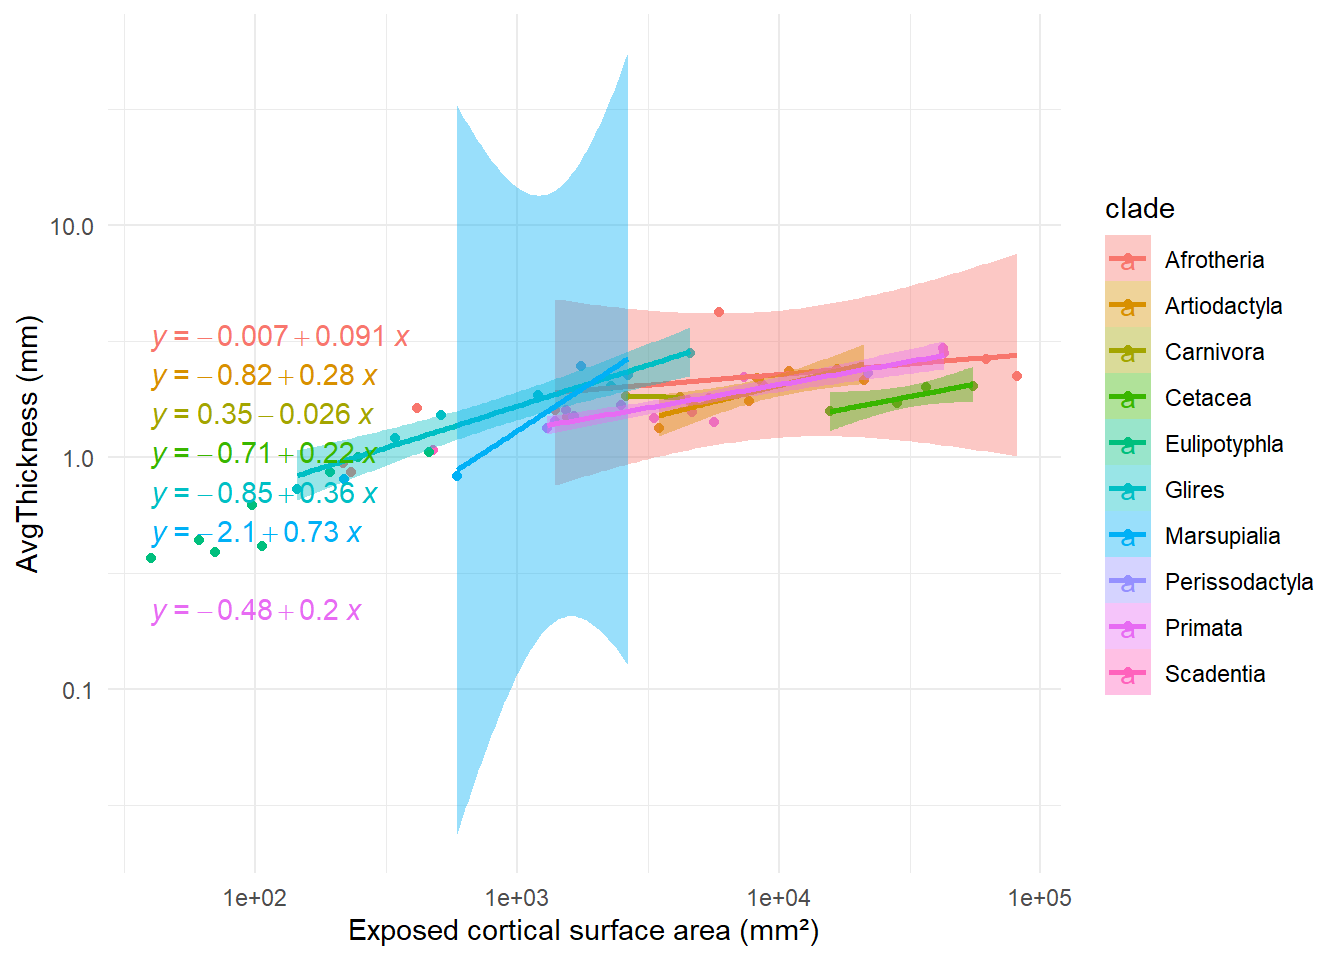 10.0
1.0
0.1
AvgThickness (mm)
y = −0.007+0.091 x
y = −0.82+0.28 x
y = 0.35−0.026 x
y = −0.71+0.22 x
y = −0.85+0.36 x
y = −2.1+0.73 x
y = −0.48+0.2 x
1e+02 1e+03 1e+04 1e+05
Exposed cortical surface area (mm²)
clade
a Afrotheria
a Artiodactyla
a Carnivora
a Cetacea
a Eulipotyphla
a Glires
a Marsupialia
a Perissodactyla
a Primata
a Scadentia